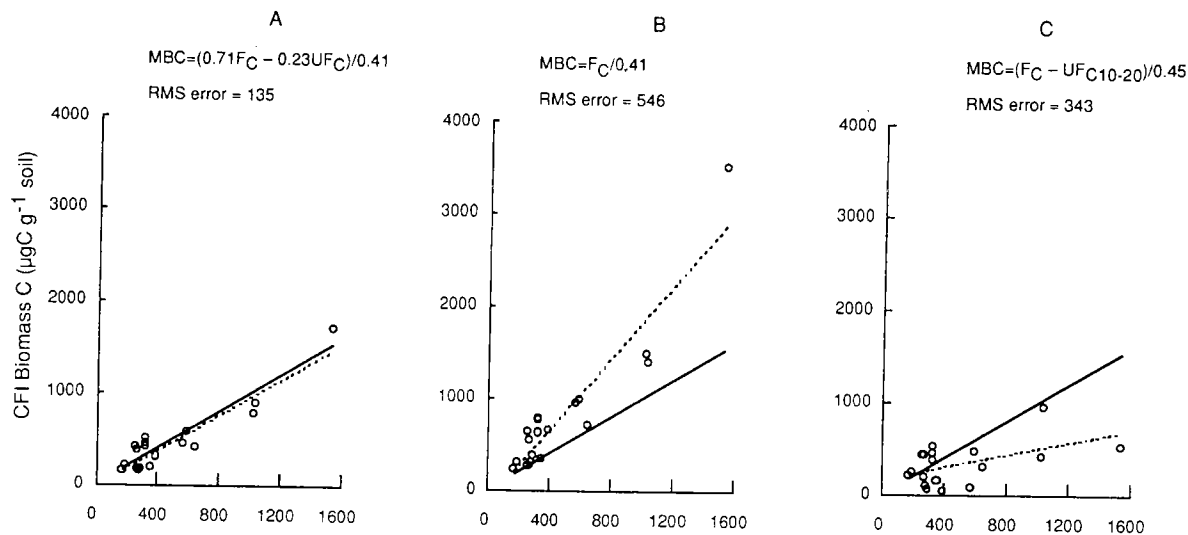 A
MBC=(0.71FC – 0.23UFC)/0.41
RMS error = 135
B
MBC=FC/0.41
RMS error = 546
C
MBC=(FC – UFC10-20)/0.45
RMS error = 343
CFI Biomass C (µgC g-1 soil)
4000
3000
2000
1000
0
0 400 800 1200 1600
4000
3000
2000
1000
0
0 400 800 1200 1600
4000
3000
2000
1000
0
0 400 800 1200 1600